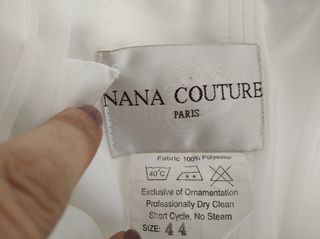 NANA COUTURE
PARIS
Fabric 100% Polyester
40°C
Exclusive of Ornamentation
Professionally Dry Clean
Short Cycle, No Steam
SIZE: 44